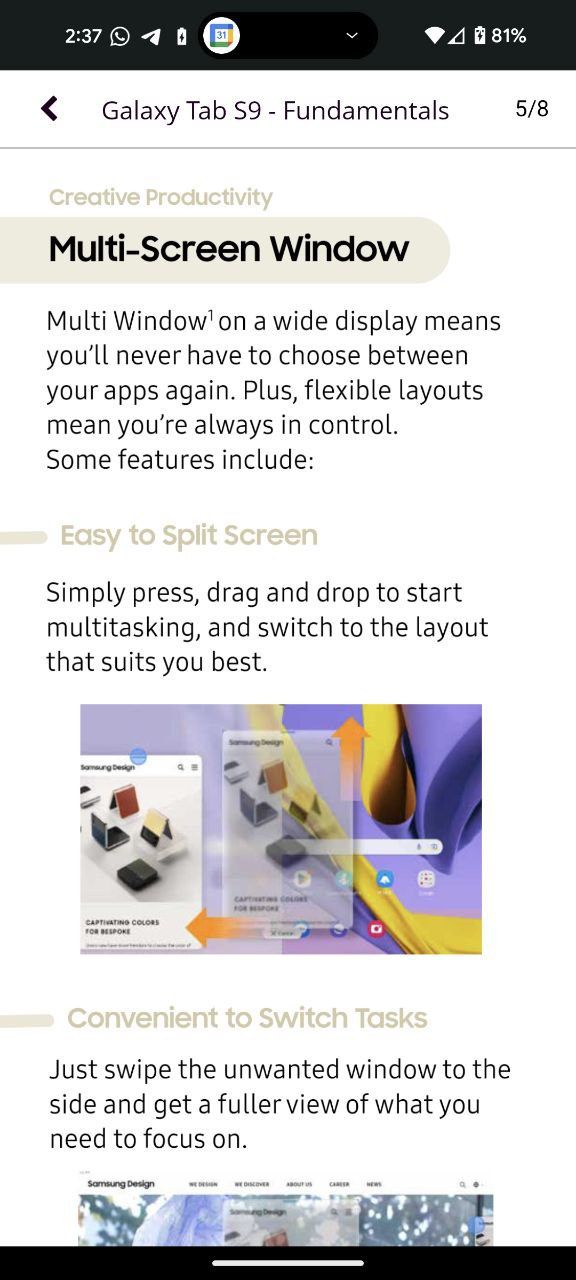 2:37
31
81%
Galaxy Tab S9 - Fundamentals
5/8
Creative Productivity
Multi-Screen Window
Multi Window¹ on a wide display means
you’ll never have to choose between
your apps again. Plus, flexible layouts
mean you’re always in control.
Some features include:
Easy to Split Screen
Simply press, drag and drop to start
multitasking, and switch to the layout
that suits you best.
Samsung Design
Samsung Design
CAPTIVATING COLORS
FOR BESPOKE
CAPTIVATING COLORS
FOR BESPOKE
Convenient to Switch Tasks
Just swipe the unwanted window to the
side and get a fuller view of what you
need to focus on.
Samsung Design WE DESIGN WE DISCOVER ABOUT US CAREER NEWS
Samsung Design